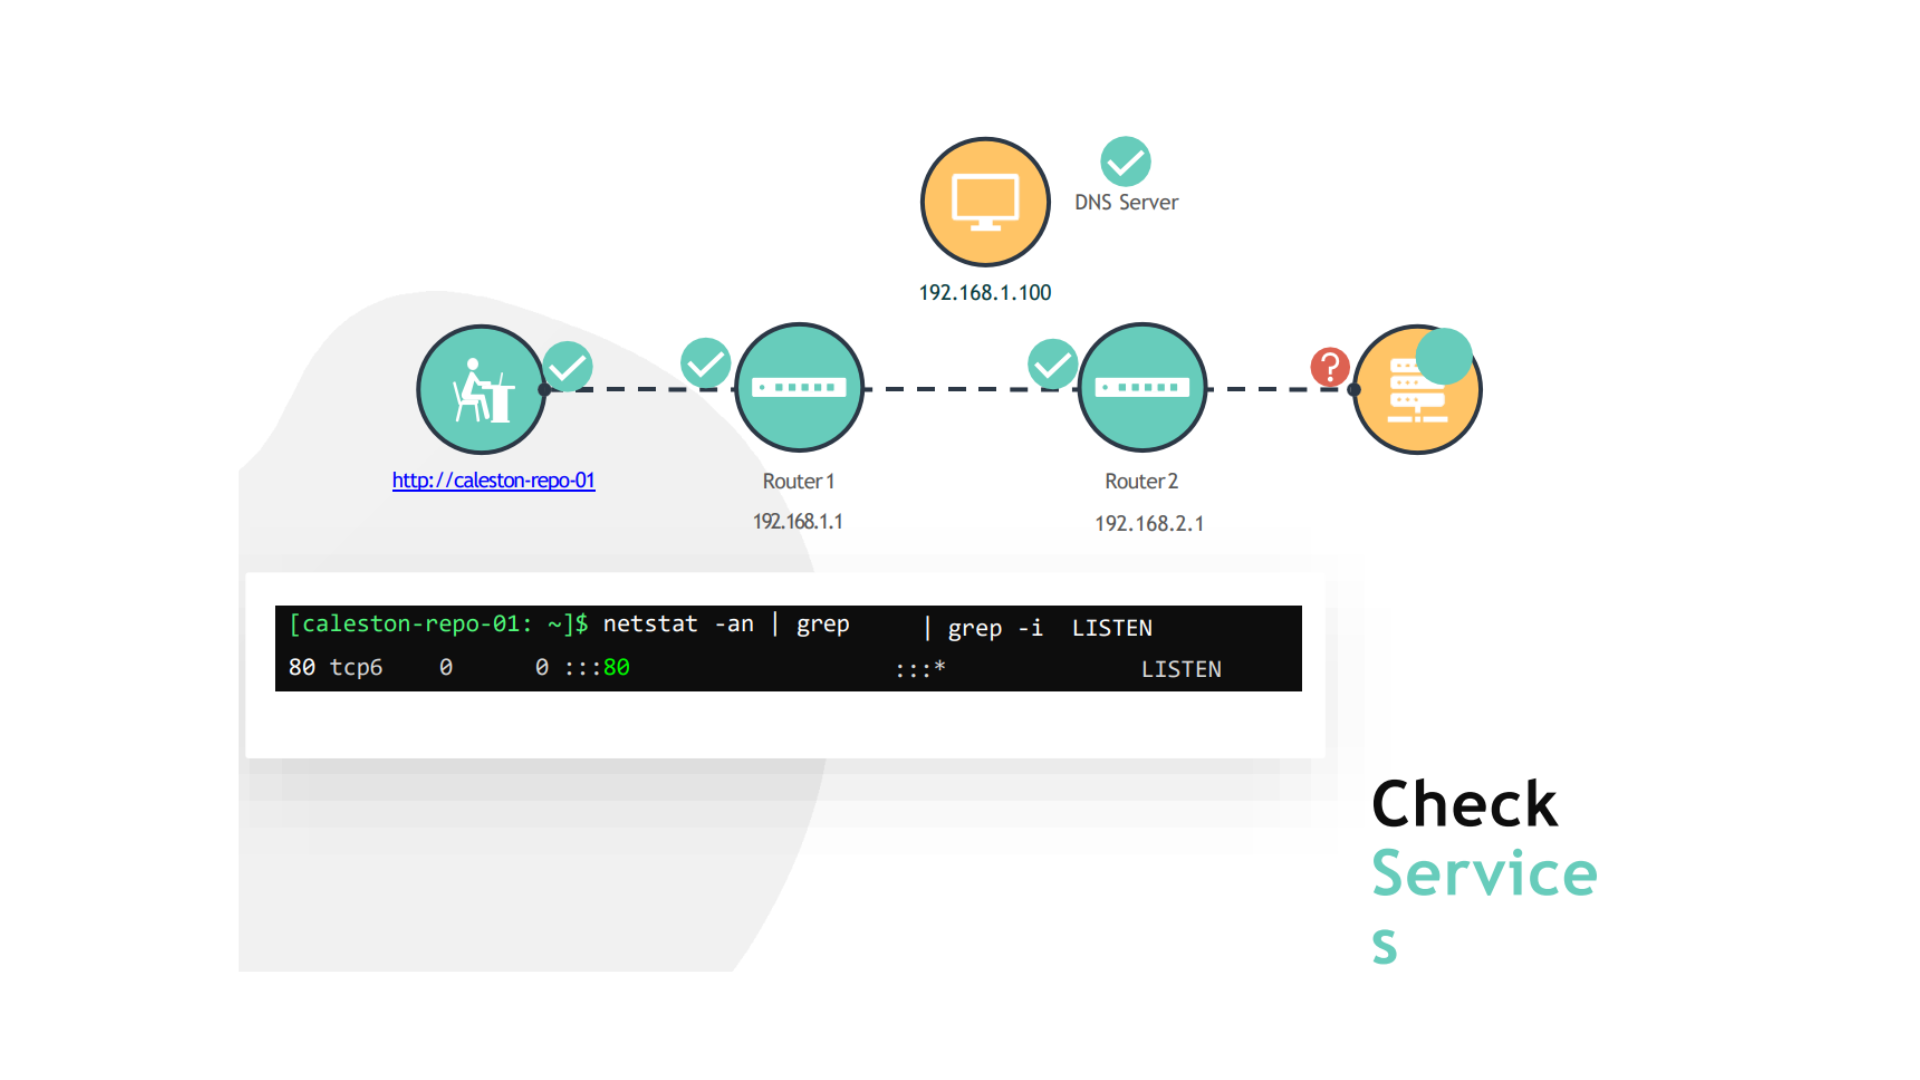 DNS Server
192.168.1.100
?
http://caleston-repo-01
Router 1
Router 2
192.168.1.1
192.168.2.1
[caleston-repo-01: ~]$ netstat -an | grep | grep -i LISTEN
80 tcp6 0 0 :::80 :::* LISTEN
Check
Service
s